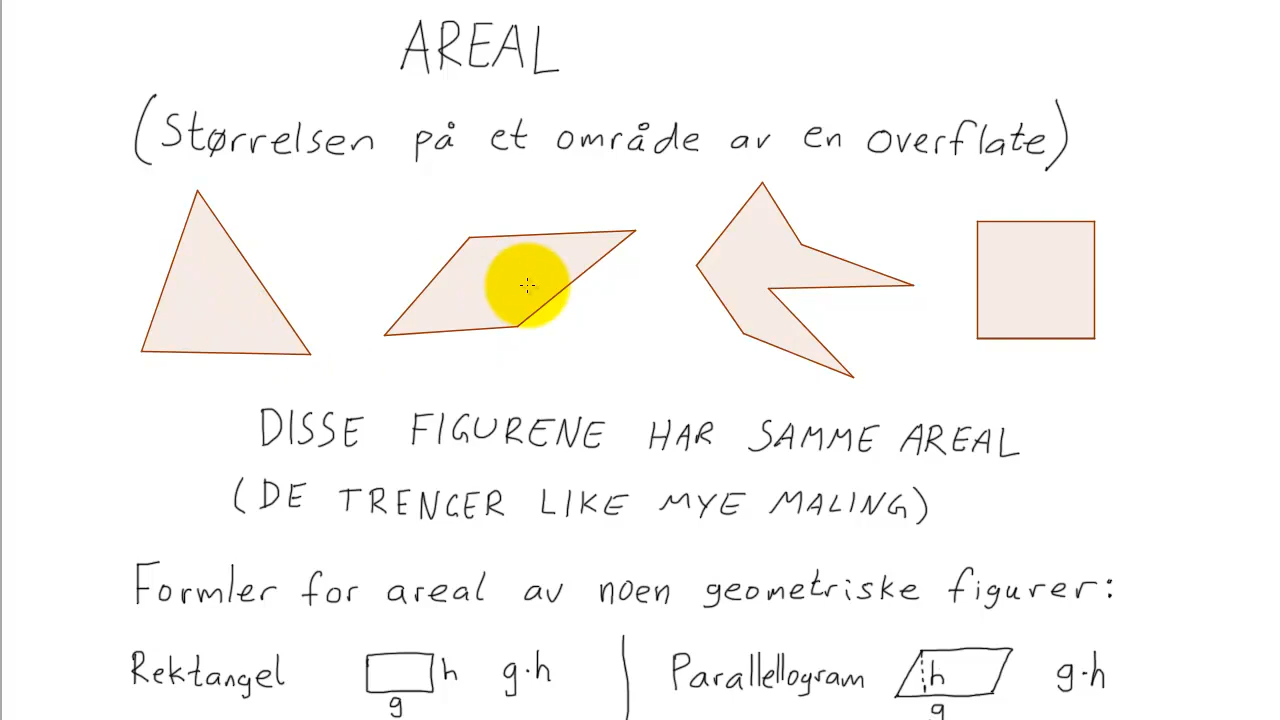 AREAL
(Størrelsen på et område av en overflate)
DISSE FIGURENE HAR SAMME AREAL
(DE TRENGER LIKE MYE MALING)
Formler for areal av noen geometriske figurer:
Rektangel h g·h Parallellogram h g·h
g g